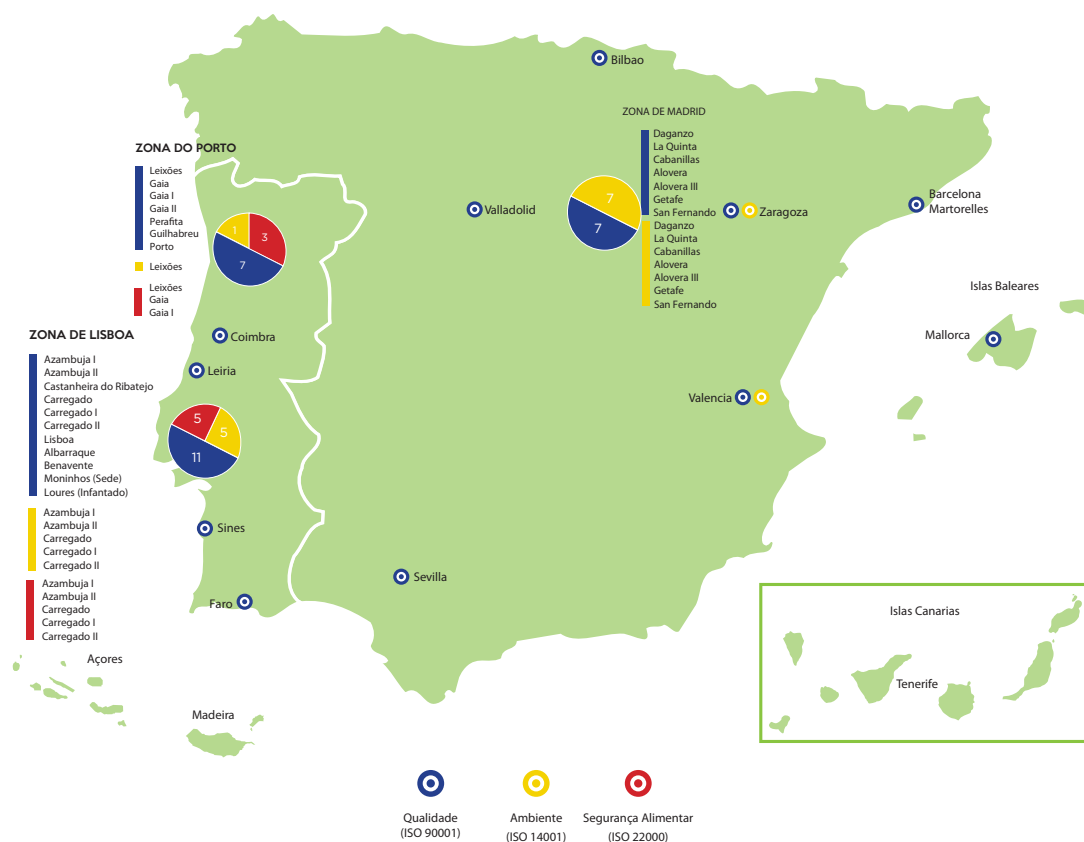 Bilbao
ZONA DE MADRID
Daganzo
La Quinta
Cabanillas
Alovera
Alovera III
Getafe
San Fernando
Daganzo
La Quinta
Cabanillas
Alovera
Alovera III
Getafe
San Fernando
7
7
Zaragoza
Valladolid
Barcelona
Martorelles
Islas Baleares
Mallorca
Valencia
ZONA DO PORTO
Leixões
Gaia
Gaia I
Gaia II
Perafita
Guilhabreu
Porto
Leixões
Leixões
Gaia
Gaia I
1
3
7
Coimbra
Leiria
ZONA DE LISBOA
Azambuja I
Azambuja II
Castanheira do Ribatejo
Carregado
Carregado I
Carregado II
Lisboa
Albarraque
Benavente
Moninhos (Sede)
Loures (Infantado)
Azambuja I
Azambuja II
Carregado
Carregado I
Carregado II
Azambuja I
Azambuja II
Carregado
Carregado I
Carregado II
5
5
11
Sines
Faro
Sevilla
Açores
Madeira
Islas Canarias
Tenerife
Qualidade
(ISO 90001)
Ambiente
(ISO 14001)
Segurança Alimentar
(ISO 22000)